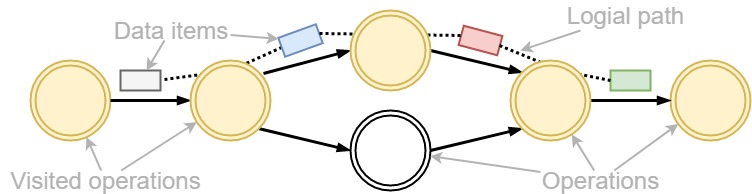 Data items
Logial path
Visited operations
Operations